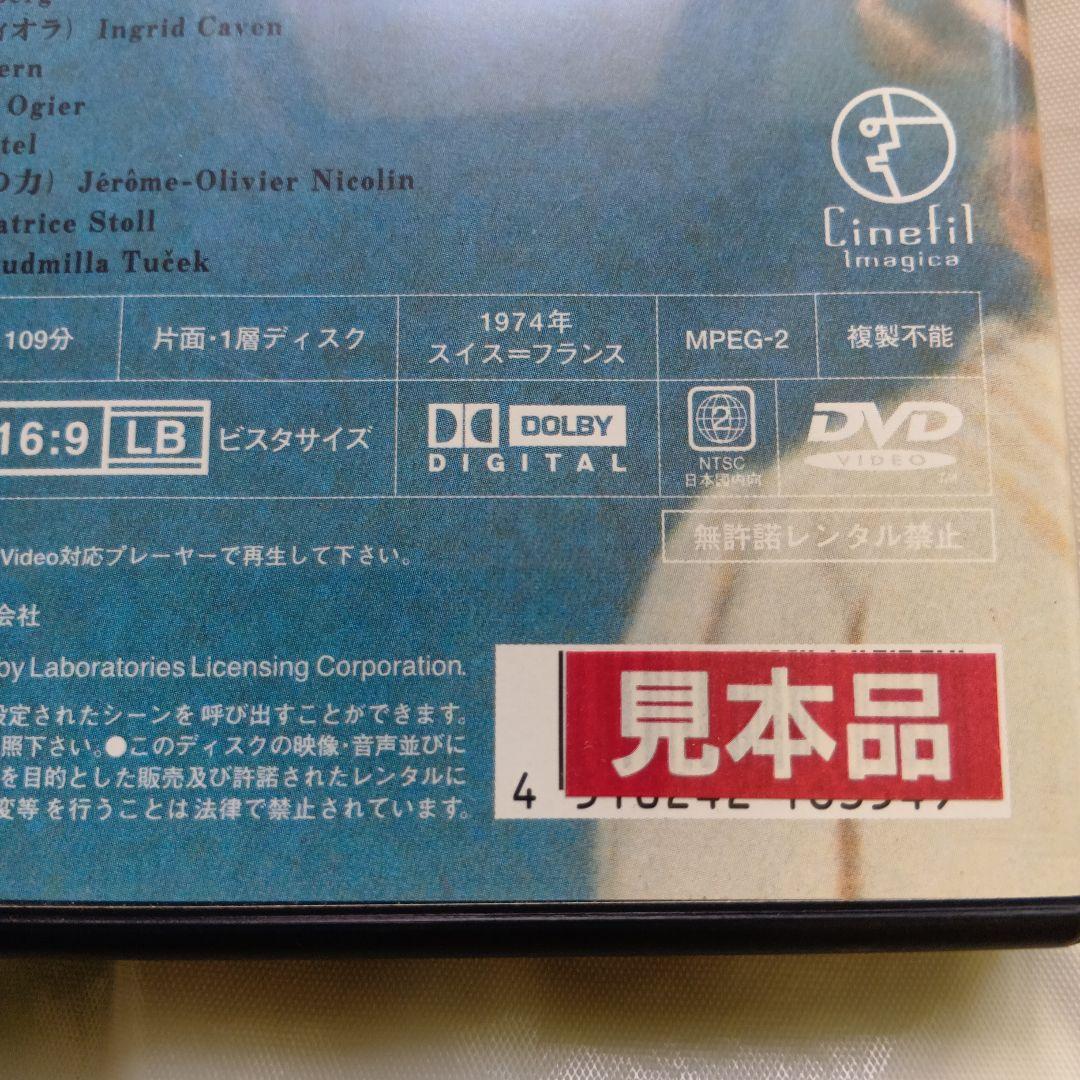 berg
ィオラ) Ingrid Caven
ern
Ogier
tel
の力) Jérôme-Olivier Nicolin
atrice Stoll
udmilla Tuček
Cinefil
Imagica
109分
片面・1層ディスク
1974年
スイス=フランス
MPEG-2
複製不能
16:9
LB
ビスタサイズ
DOLBY
DIGITAL
2
NTSC
日本国内向
DVD
VIDEO
TM
無許諾レンタル禁止
Video対応プレーヤーで再生して下さい。
会社
by Laboratories Licensing Corporation.
設定されたシーンを呼び出すことができます。
照下さい。●このディスクの映像・音声並びに
を目的とした販売及び許諾されたレンタルに
変等を行うことは法律で禁止されています。
見本品
4